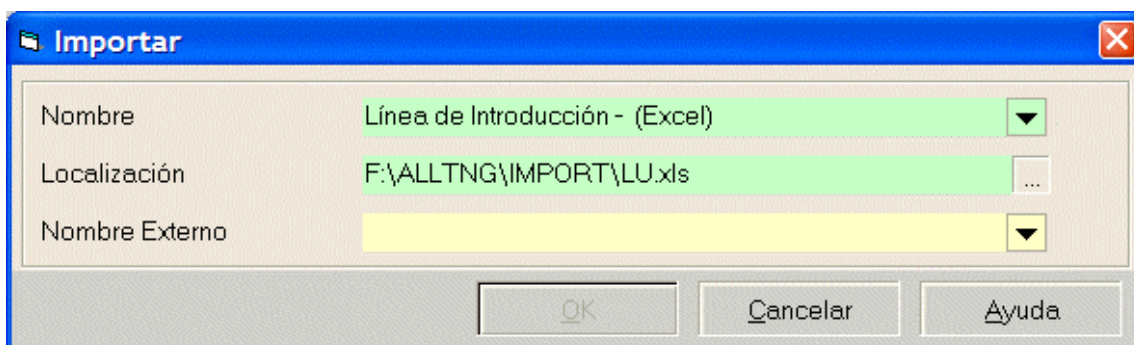 Importar
Nombre Línea de Introducción - (Excel)
Localización F:\ALLTNG\IMPORT\LU.xls ...
Nombre Externo
OK Cancelar Ayuda